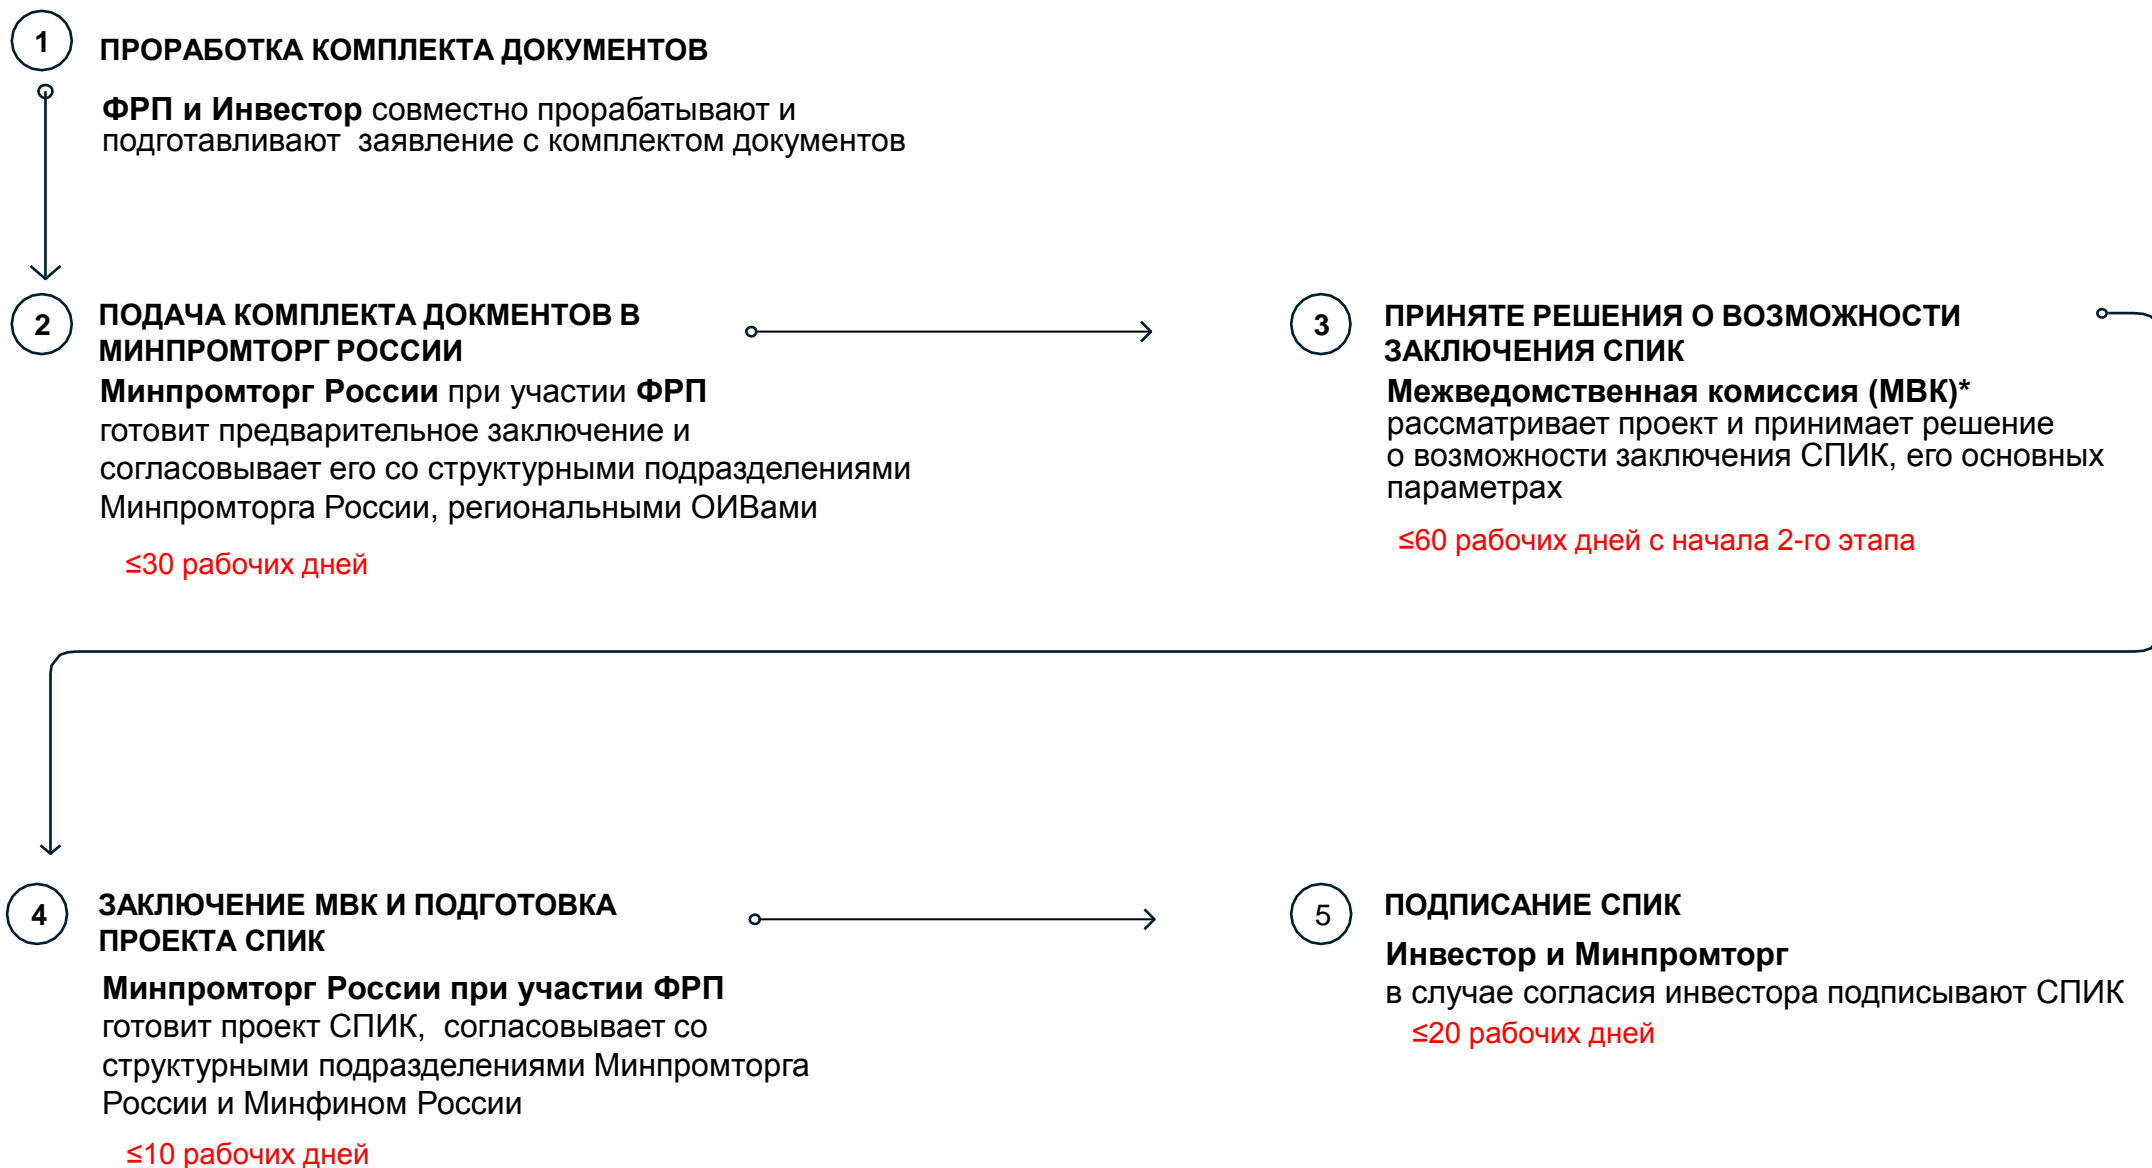 1
ПРОРАБОТКА КОМПЛЕКТА ДОКУМЕНТОВ
ФРП и Инвестор совместно прорабатывают и
подготавливают заявление с комплектом документов
2
ПОДАЧА КОМПЛЕКТА ДОКМЕНТОВ В
МИНПРОМТОРГ РОССИИ
Минпромторг России при участии ФРП
готовит предварительное заключение и
согласовывает его со структурными подразделениями
Минпромторга России, региональными ОИВами
≤30 рабочих дней
3
ПРИНЯТЕ РЕШЕНИЯ О ВОЗМОЖНОСТИ
ЗАКЛЮЧЕНИЯ СПИК
Межведомственная комиссия (МВК)*
рассматривает проект и принимает решение
о возможности заключения СПИК, его основных
параметрах
≤60 рабочих дней с начала 2-го этапа
4
ЗАКЛЮЧЕНИЕ МВК И ПОДГОТОВКА
ПРОЕКТА СПИК
Минпромторг России при участии ФРП
готовит проект СПИК, согласовывает со
структурными подразделениями Минпромторга
России и Минфином России
≤10 рабочих дней
5
ПОДПИСАНИЕ СПИК
Инвестор и Минпромторг
в случае согласия инвестора подписывают СПИК
≤20 рабочих дней